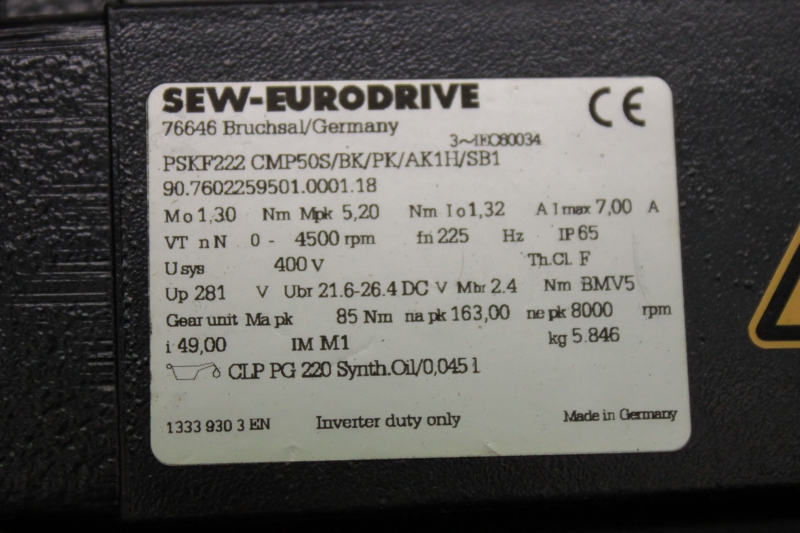 SEW-EURODRIVE CE
76646 Bruchsal/Germany
3~IEC60034
PSKF222 CMP50S/BK/PK/AK1H/SB1
90.7602259501.0001.18
Mo 1,30 Nm Mpk 5,20 Nm Io 1,32 A Imax 7,00 A
VT nN 0 - 4500 rpm fn 225 Hz IP 65
Usys 400 V Th.Cl. F
Up 281 V Ubr 21.6-26.4 DC V Mbr 2.4 Nm BMV5
Gear unit Ma pk 85 Nm na pk 163,00 ne pk 8000 rpm
i 49,00 IM M1 kg 5.846
CLP PG 220 Synth.Oil/0,045 l
1333 930 3 EN Inverter duty only Made in Germany